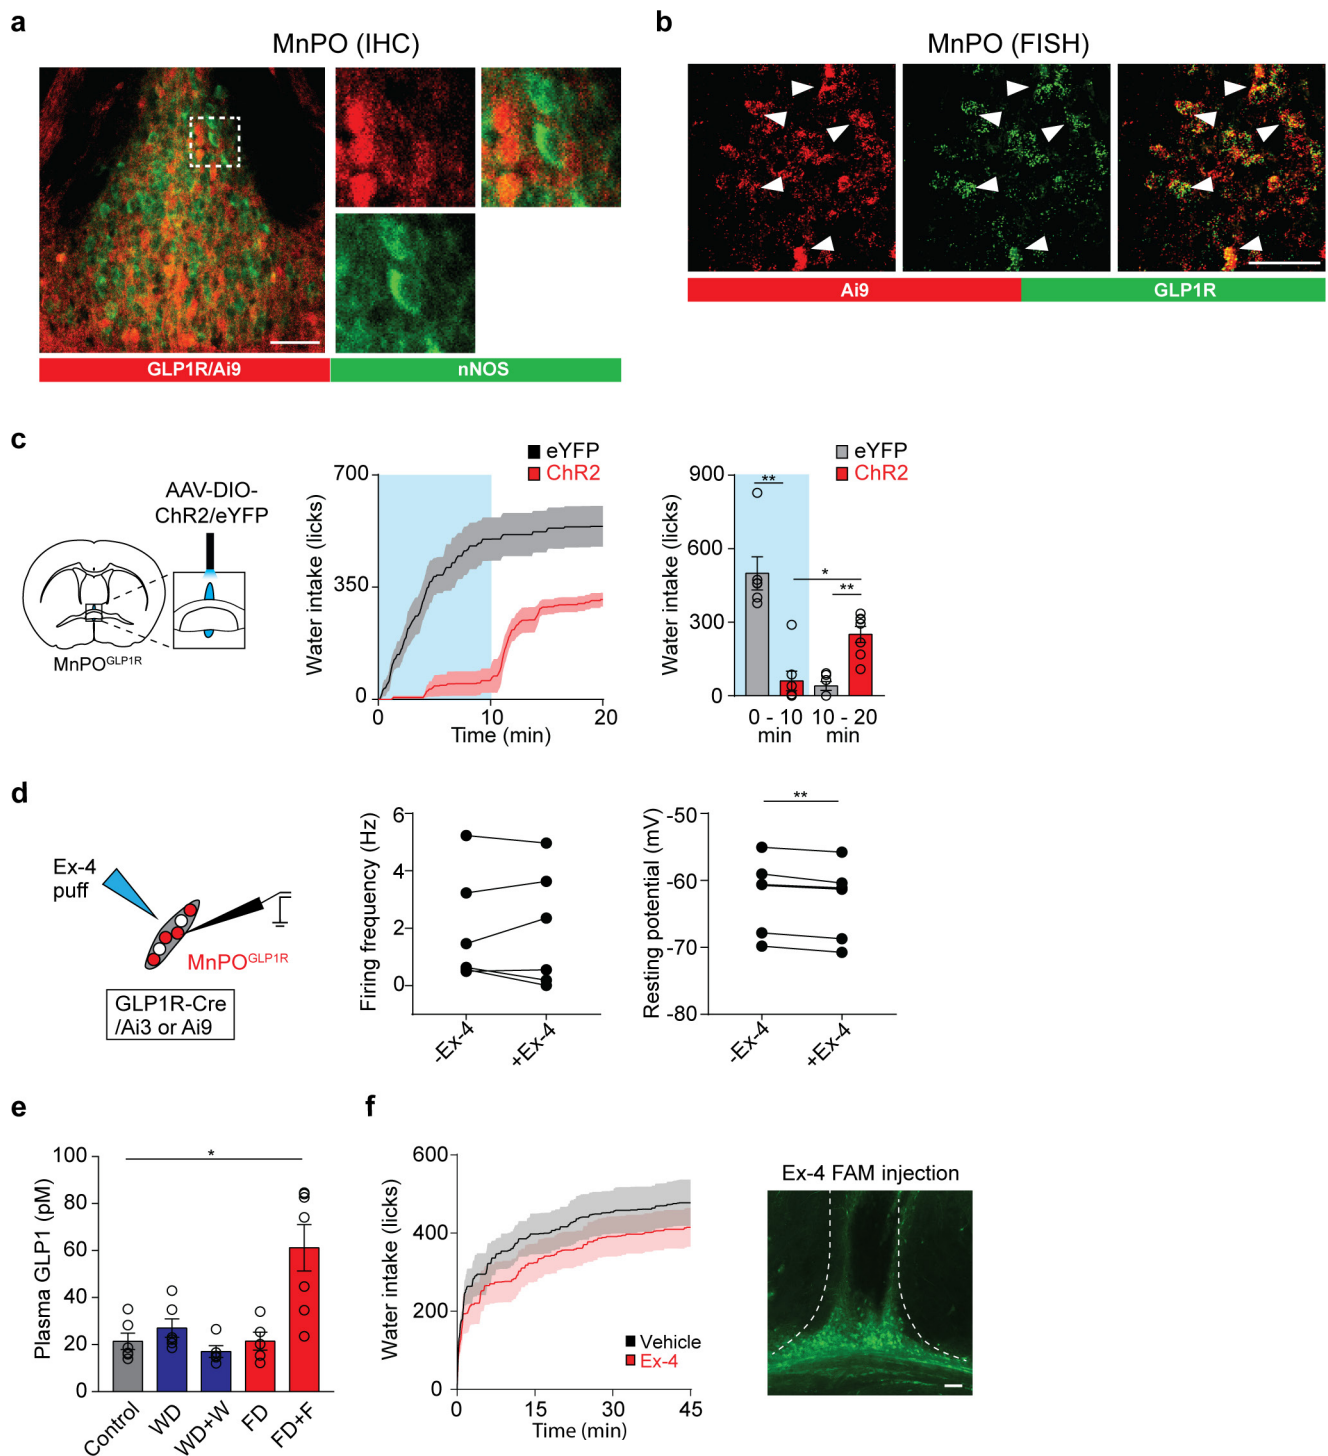 a
MnPO (IHC)
GLP1R/Ai9
nNOS
b
MnPO (FISH)
Ai9
GLP1R
c
AAV-DIO-
ChR2/eYFP
MnPO^GLP1R
eYFP
ChR2
Water intake (licks)
700
350
0
0
10
20
Time (min)
eYFP
ChR2
Water intake (licks)
900
600
300
0
**
*
**
0 - 10
min
10 - 20
min
d
Ex-4
puff
MnPO^GLP1R
GLP1R-Cre
/Ai3 or Ai9
Firing frequency (Hz)
6
4
2
0
-Ex-4
+Ex-4
Resting potential (mV)
**
-50
-60
-70
-80
-Ex-4
+Ex-4
e
Plasma GLP1 (pM)
100
80
60
40
20
0
*
Control
WD
WD+W
FD
FD+F
f
Water intake (licks)
600
400
200
0
Vehicle
Ex-4
0
15
30
45
Time (min)
Ex-4 FAM injection